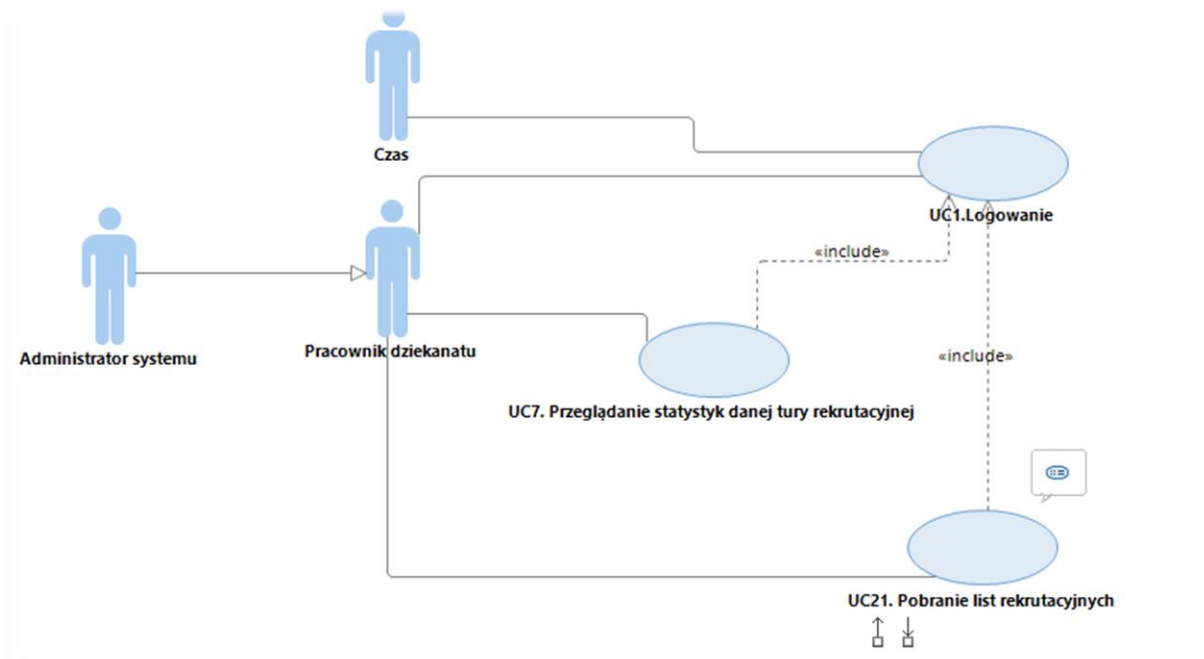 Czas
UC1.Logowanie
«include»
Administrator systemu
Pracownik dziekanatu
«include»
UC7. Przeglądanie statystyk danej tury rekrutacyjnej
UC21. Pobranie list rekrutacyjnych